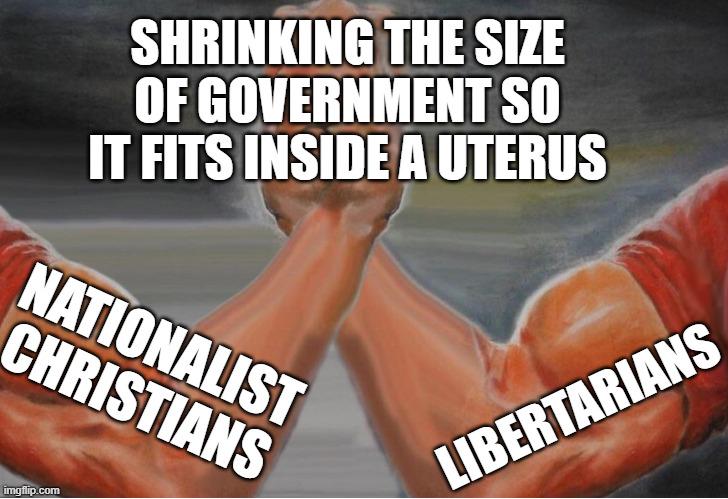 SHRINKING THE SIZE
OF GOVERNMENT SO
IT FITS INSIDE A UTERUS
NATIONALIST
CHRISTIANS
LIBERTARIANS
imgflip.com